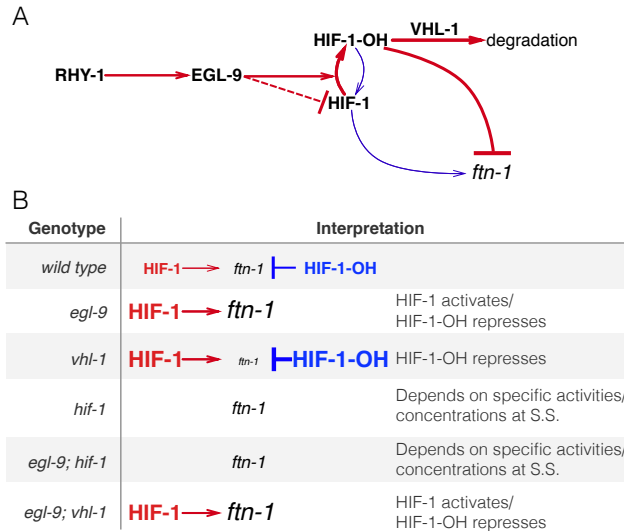 A
HIF-1-OH VHL-1 degradation
RHY-1 EGL-9
HIF-1
ftn-1
B
Genotype Interpretation
wild type HIF-1 ftn-1 HIF-1-OH
egl-9 HIF-1 ftn-1 HIF-1 activates/
HIF-1-OH represses
vhl-1 HIF-1 ftn-1 HIF-1-OH HIF-1-OH represses
hif-1 ftn-1 Depends on specific activities/
concentrations at S.S.
egl-9; hif-1 ftn-1 Depends on specific activities/
concentrations at S.S.
egl-9; vhl-1 HIF-1 ftn-1 HIF-1 activates/
HIF-1-OH represses